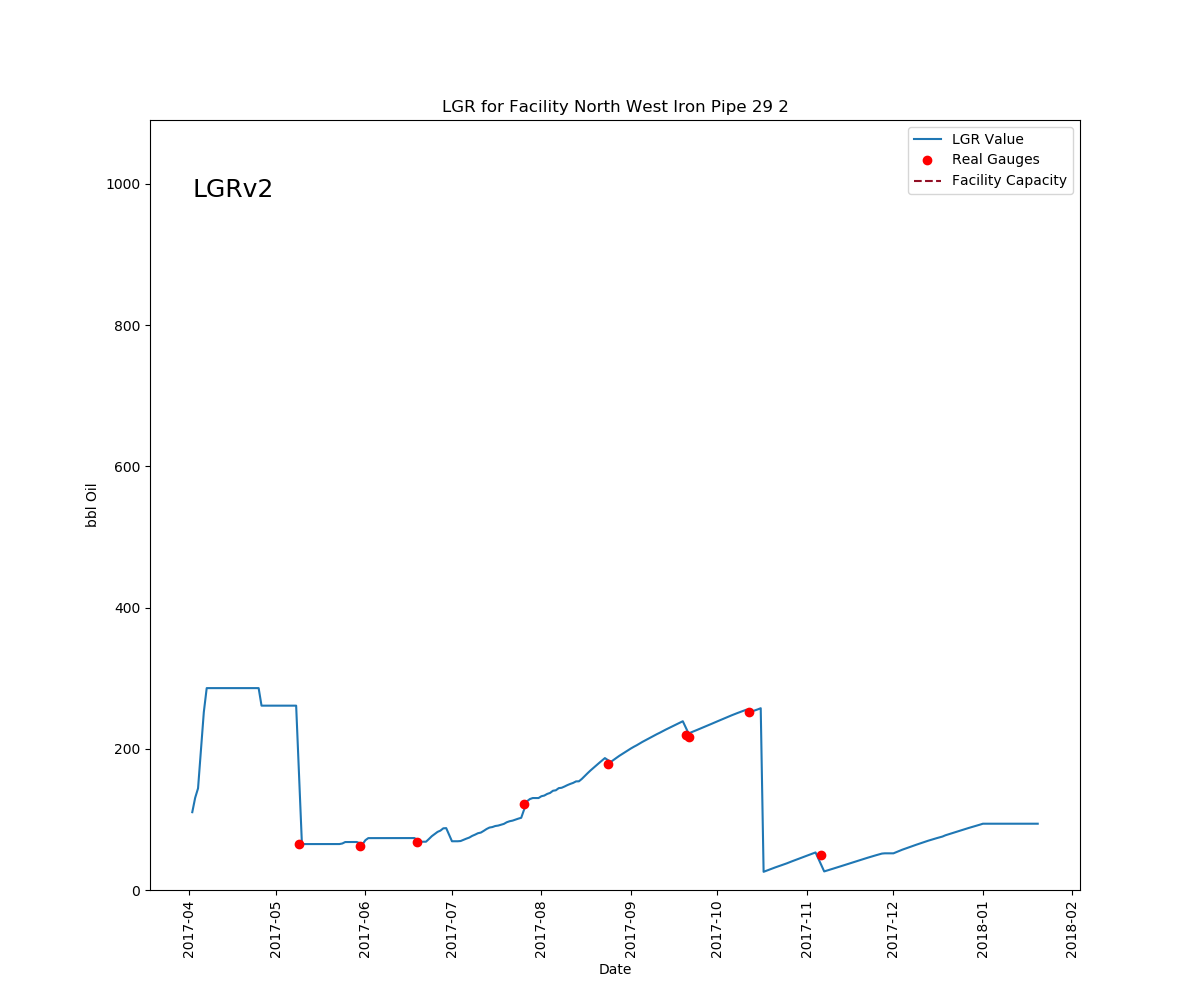 LGR for Facility North West Iron Pipe 29 2
LGR Value
Real Gauges
Facility Capacity
LGRv2
1000
800
600
400
200
0
bbl Oil
2017-04
2017-05
2017-06
2017-07
2017-08
2017-09
2017-10
2017-11
2017-12
2018-01
2018-02
Date